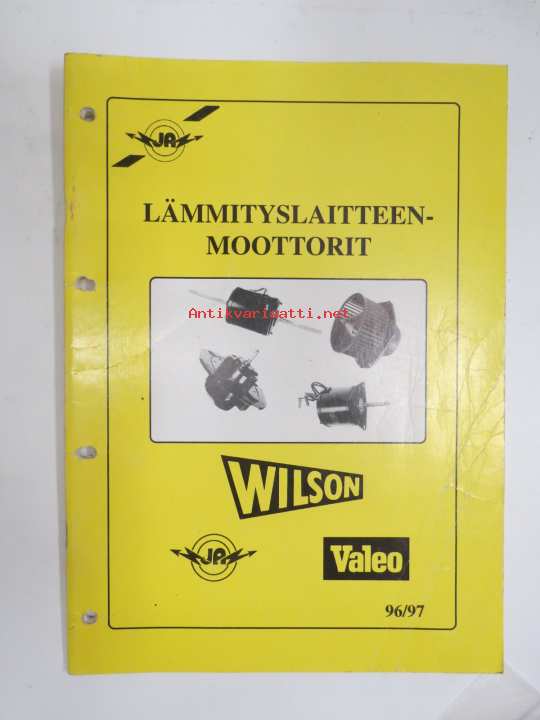 JA
LÄMMITYSLAITTEEN-
MOOTTORIT
Antikvariaatti.net
WILSON
JA
Valeo
96/97